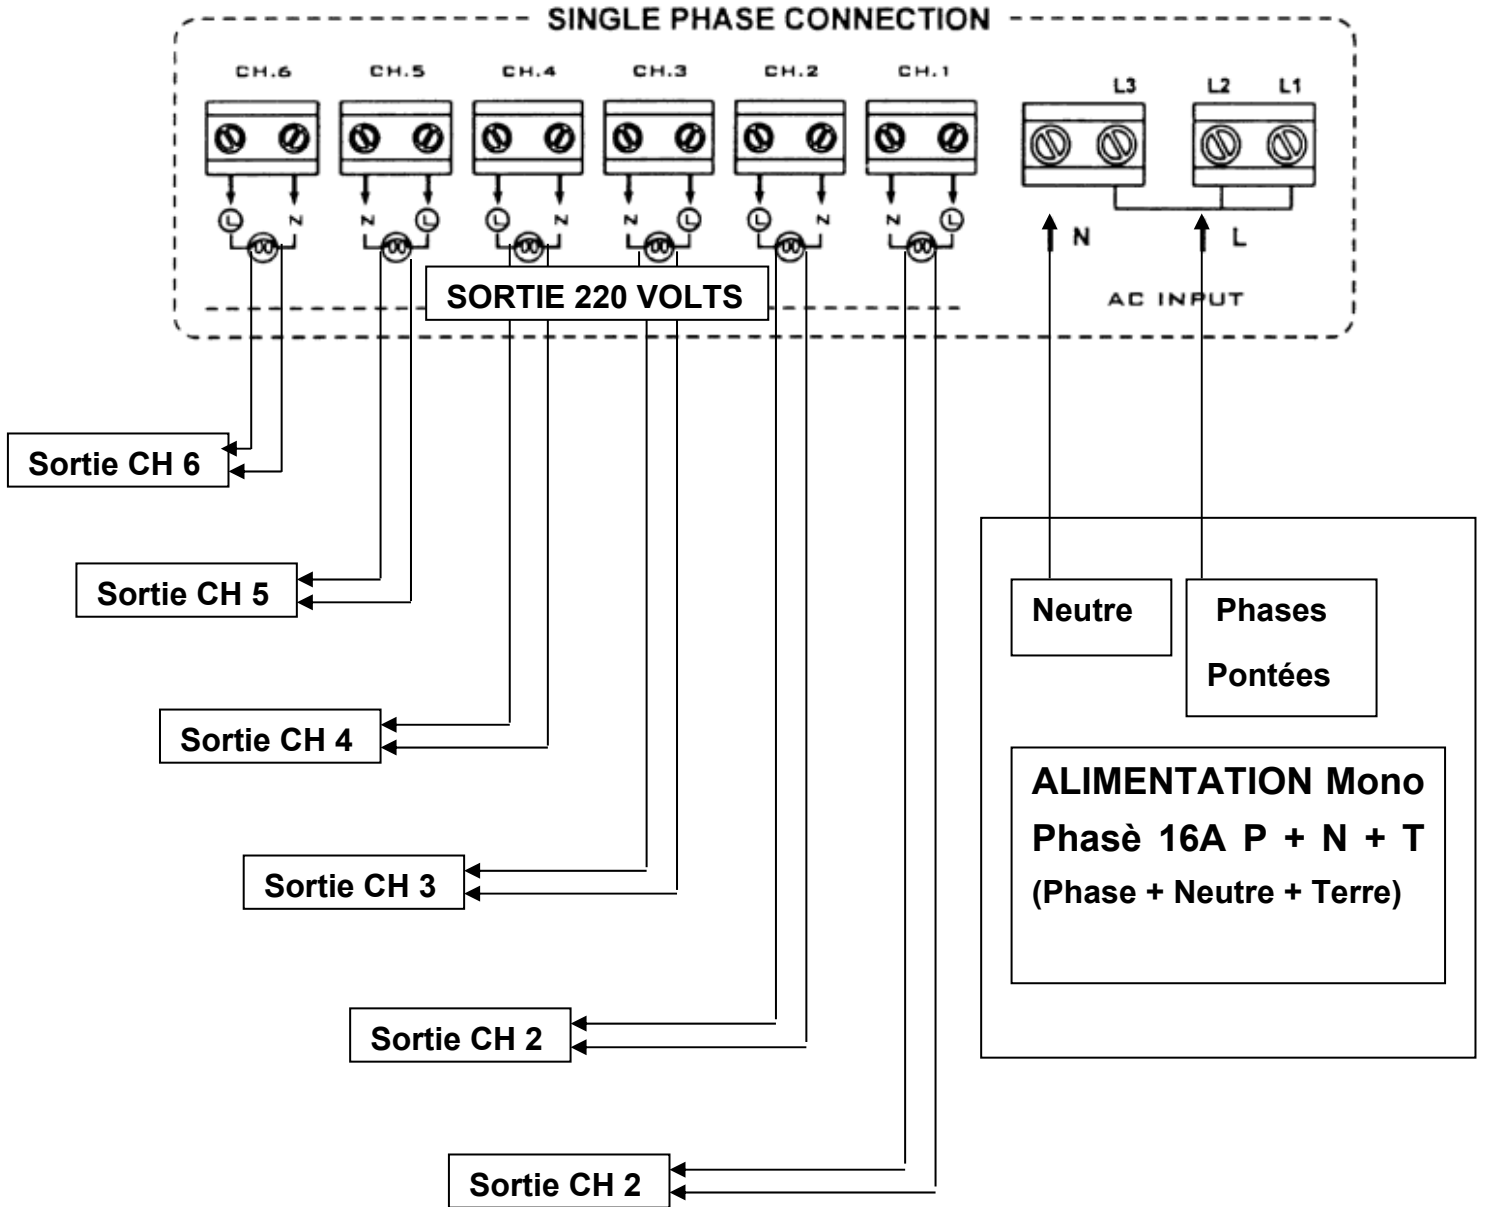 SINGLE PHASE CONNECTION
CH.6 CH.5 CH.4 CH.3 CH.2 CH.1 L3 L2 L1
L N N L L N N L L N N L
N L
SORTIE 220 VOLTS
AC INPUT
Sortie CH 6
Sortie CH 5
Neutre
Phases
Pontées
Sortie CH 4
ALIMENTATION Mono
Phasè 16A P + N + T
(Phase + Neutre + Terre)
Sortie CH 3
Sortie CH 2
Sortie CH 2